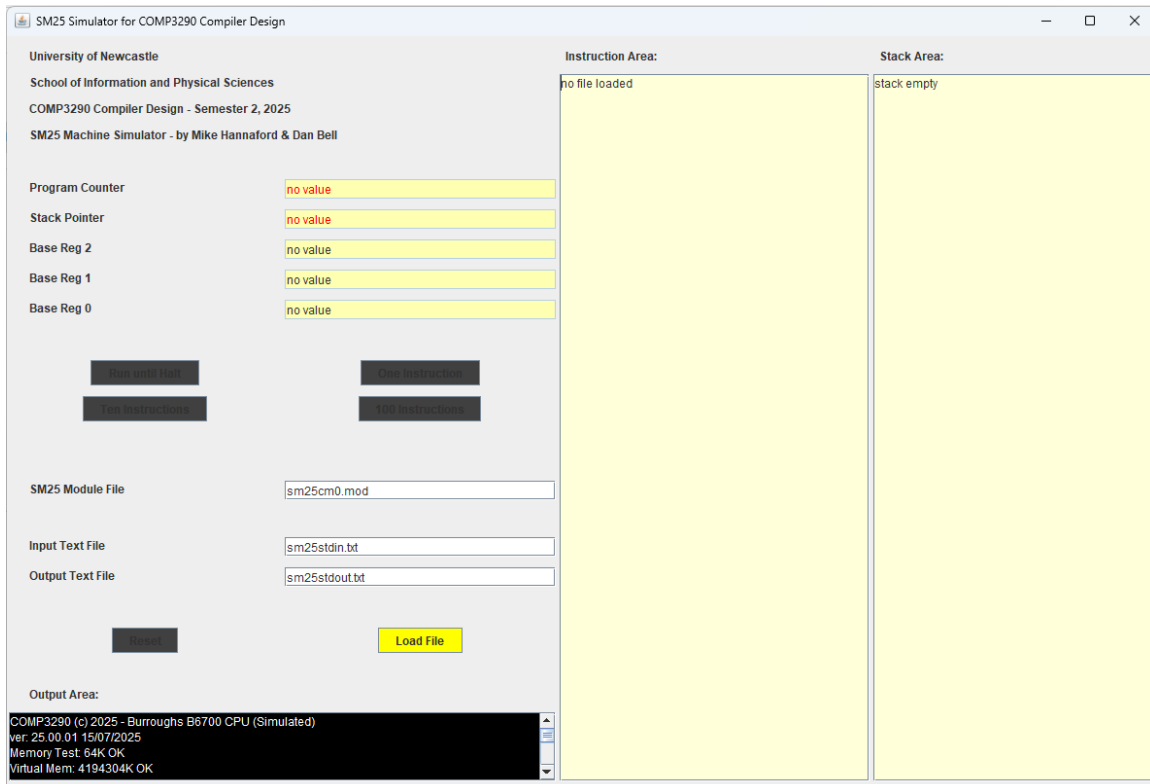 SM25 Simulator for COMP3290 Compiler Design
University of Newcastle
School of Information and Physical Sciences
COMP3290 Compiler Design - Semester 2, 2025
SM25 Machine Simulator - by Mike Hannaford & Dan Bell
Program Counter
no value
Stack Pointer
no value
Base Reg 2
no value
Base Reg 1
no value
Base Reg 0
no value
Run until Halt
One Instruction
Ten Instructions
100 Instructions
SM25 Module File
sm25cm0.mod
Input Text File
sm25stdin.txt
Output Text File
sm25stdout.txt
Reset
Load File
Output Area:
COMP3290 (c) 2025 - Burroughs B6700 CPU (Simulated)
ver: 25.00.01 15/07/2025
Memory Test: 64K OK
Virtual Mem: 4194304K OK
Instruction Area:
no file loaded
Stack Area:
stack empty